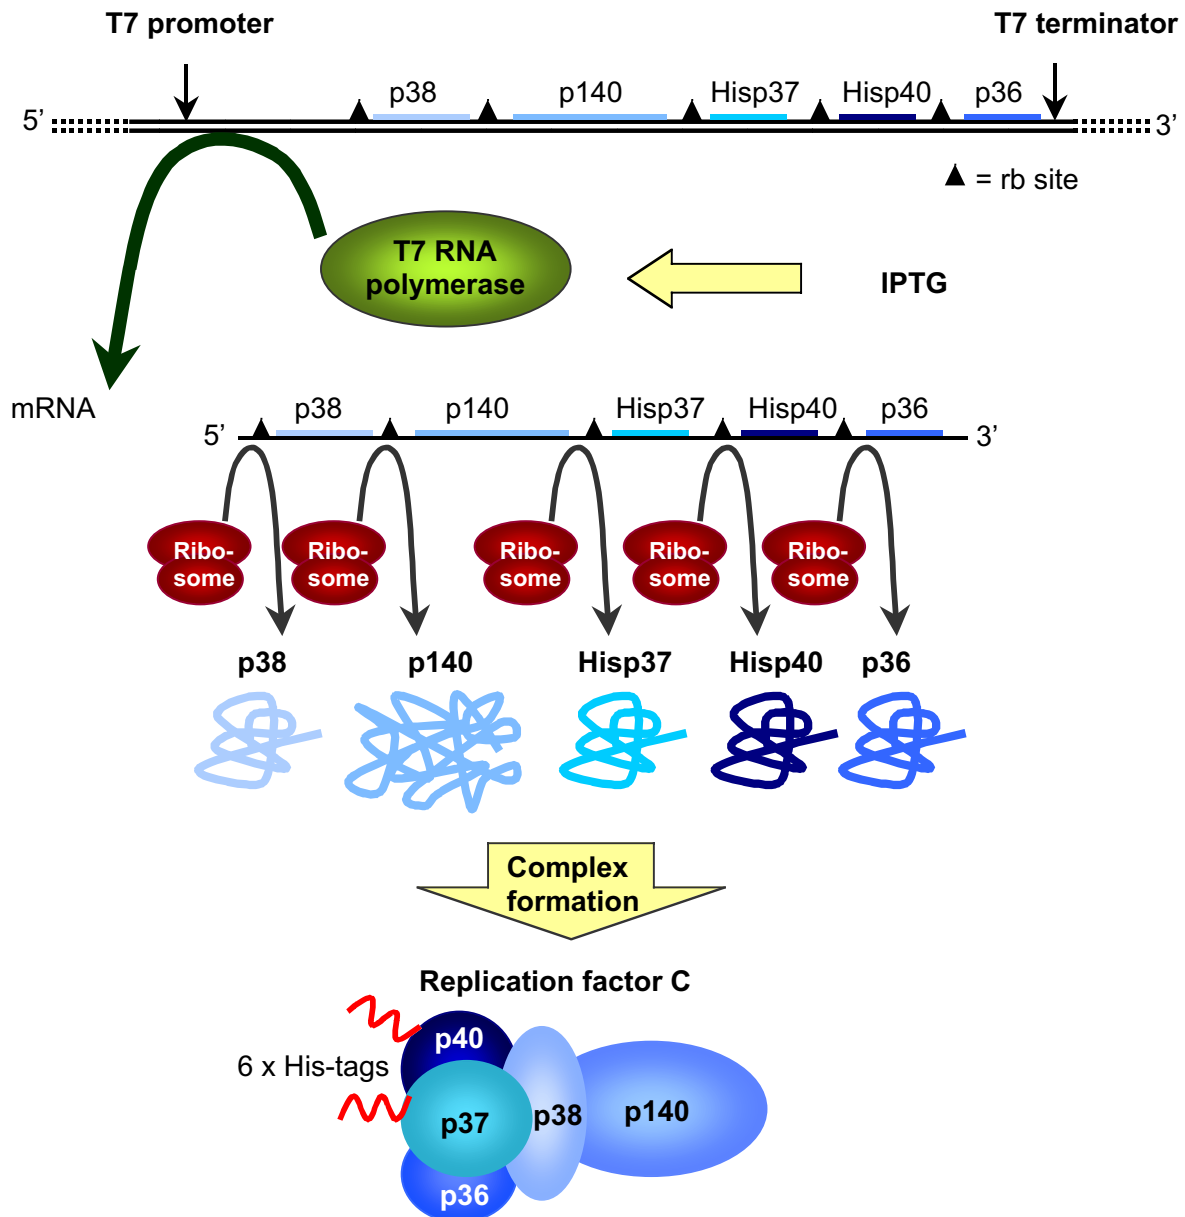 T7 promoter
T7 terminator
p38
p140
Hisp37
Hisp40
p36
5’
3’
= rb site
T7 RNA
polymerase
IPTG
mRNA
p38
p140
Hisp37
Hisp40
p36
5’
3’
Ribo-
some
Ribo-
some
Ribo-
some
Ribo-
some
Ribo-
some
p38
p140
Hisp37
Hisp40
p36
Complex
formation
Replication factor C
p40
6 x His-tags
p37
p38
p140
p36